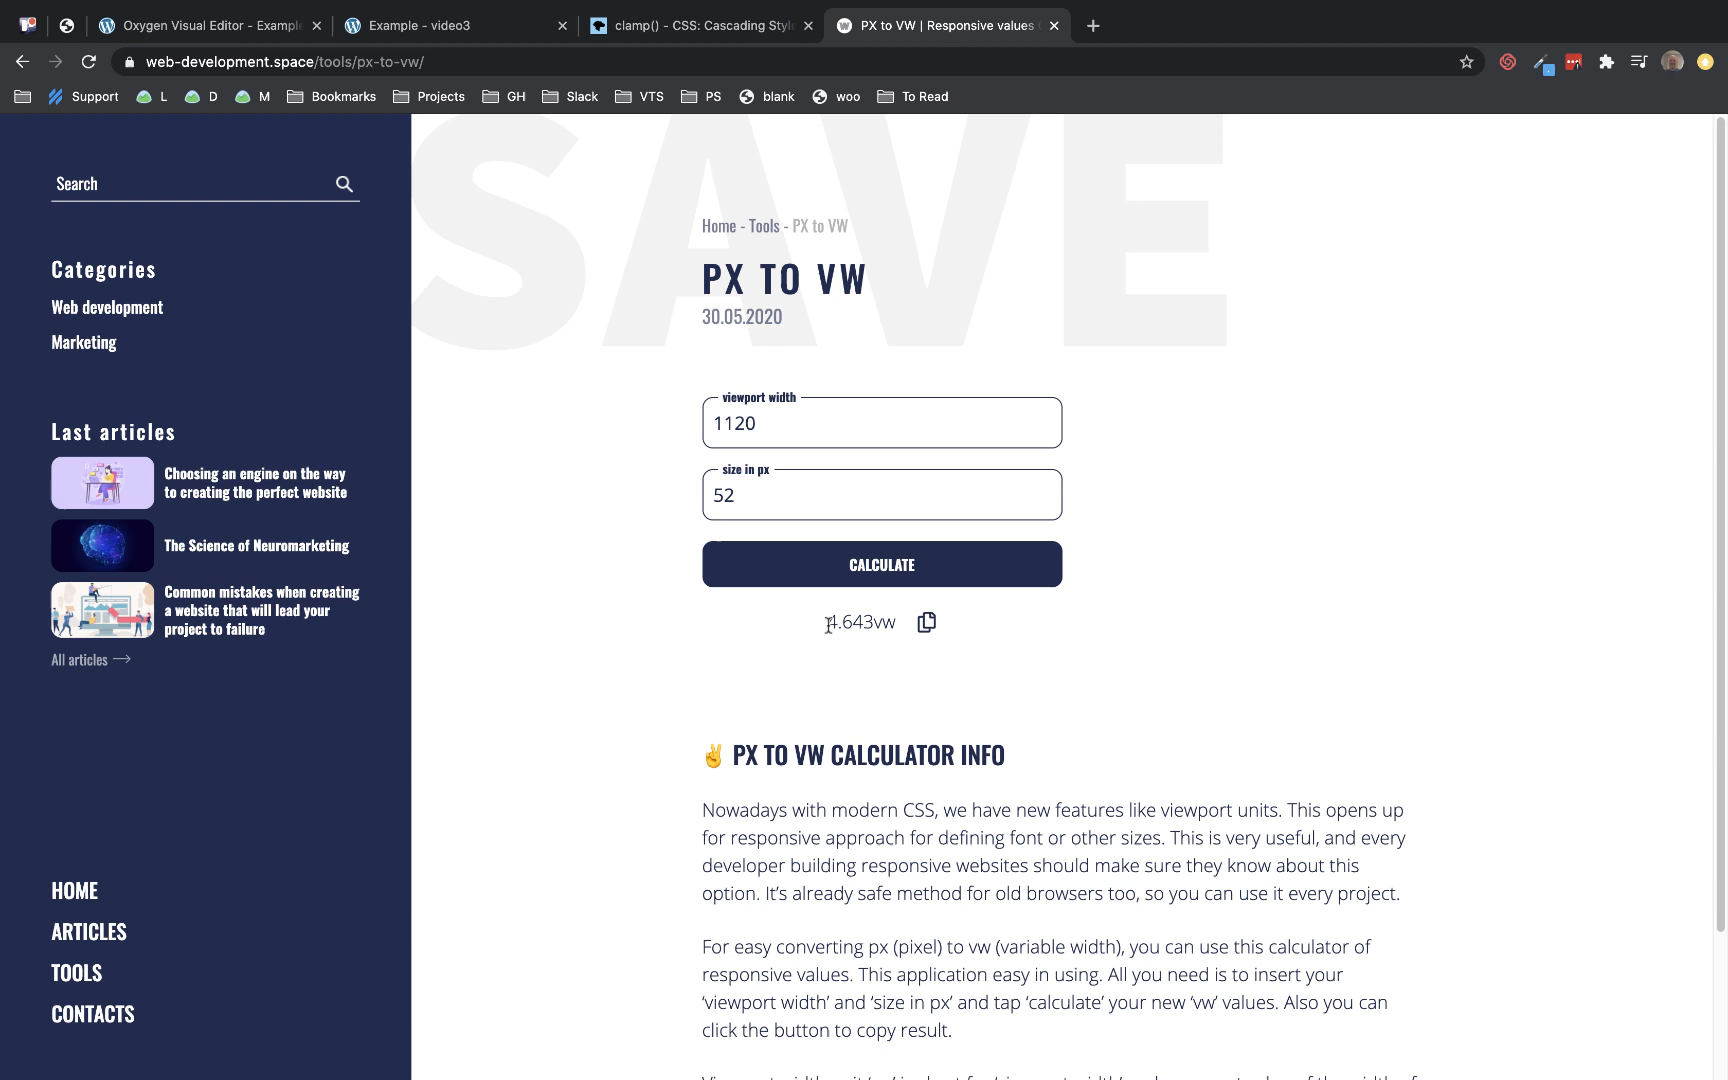 Oxygen Visual Editor - Example
Example - video3
clamp() - CSS: Cascading Style
PX to VW | Responsive values
web-development.space/tools/px-to-vw/
Support
L
D
M
Bookmarks
Projects
GH
Slack
VTS
PS
blank
woo
To Read
SAVE
Search
Categories
Web development
Marketing
Last articles
Choosing an engine on the way
to creating the perfect website
The Science of Neuromarketing
Common mistakes when creating
a website that will lead your
project to failure
All articles
HOME
ARTICLES
TOOLS
CONTACTS
Home - Tools - PX to VW
PX TO VW
30.05.2020
viewport width
1120
size in px
52
CALCULATE
4.643vw
✌ PX TO VW CALCULATOR INFO
Nowadays with modern CSS, we have new features like viewport units. This opens up
for responsive approach for defining font or other sizes. This is very useful, and every
developer building responsive websites should make sure they know about this
option. It’s already safe method for old browsers too, so you can use it every project.
For easy converting px (pixel) to vw (variable width), you can use this calculator of
responsive values. This application easy in using. All you need is to insert your
‘viewport width’ and ‘size in px’ and tap ‘calculate’ your new ‘vw’ values. Also you can
click the button to copy result.